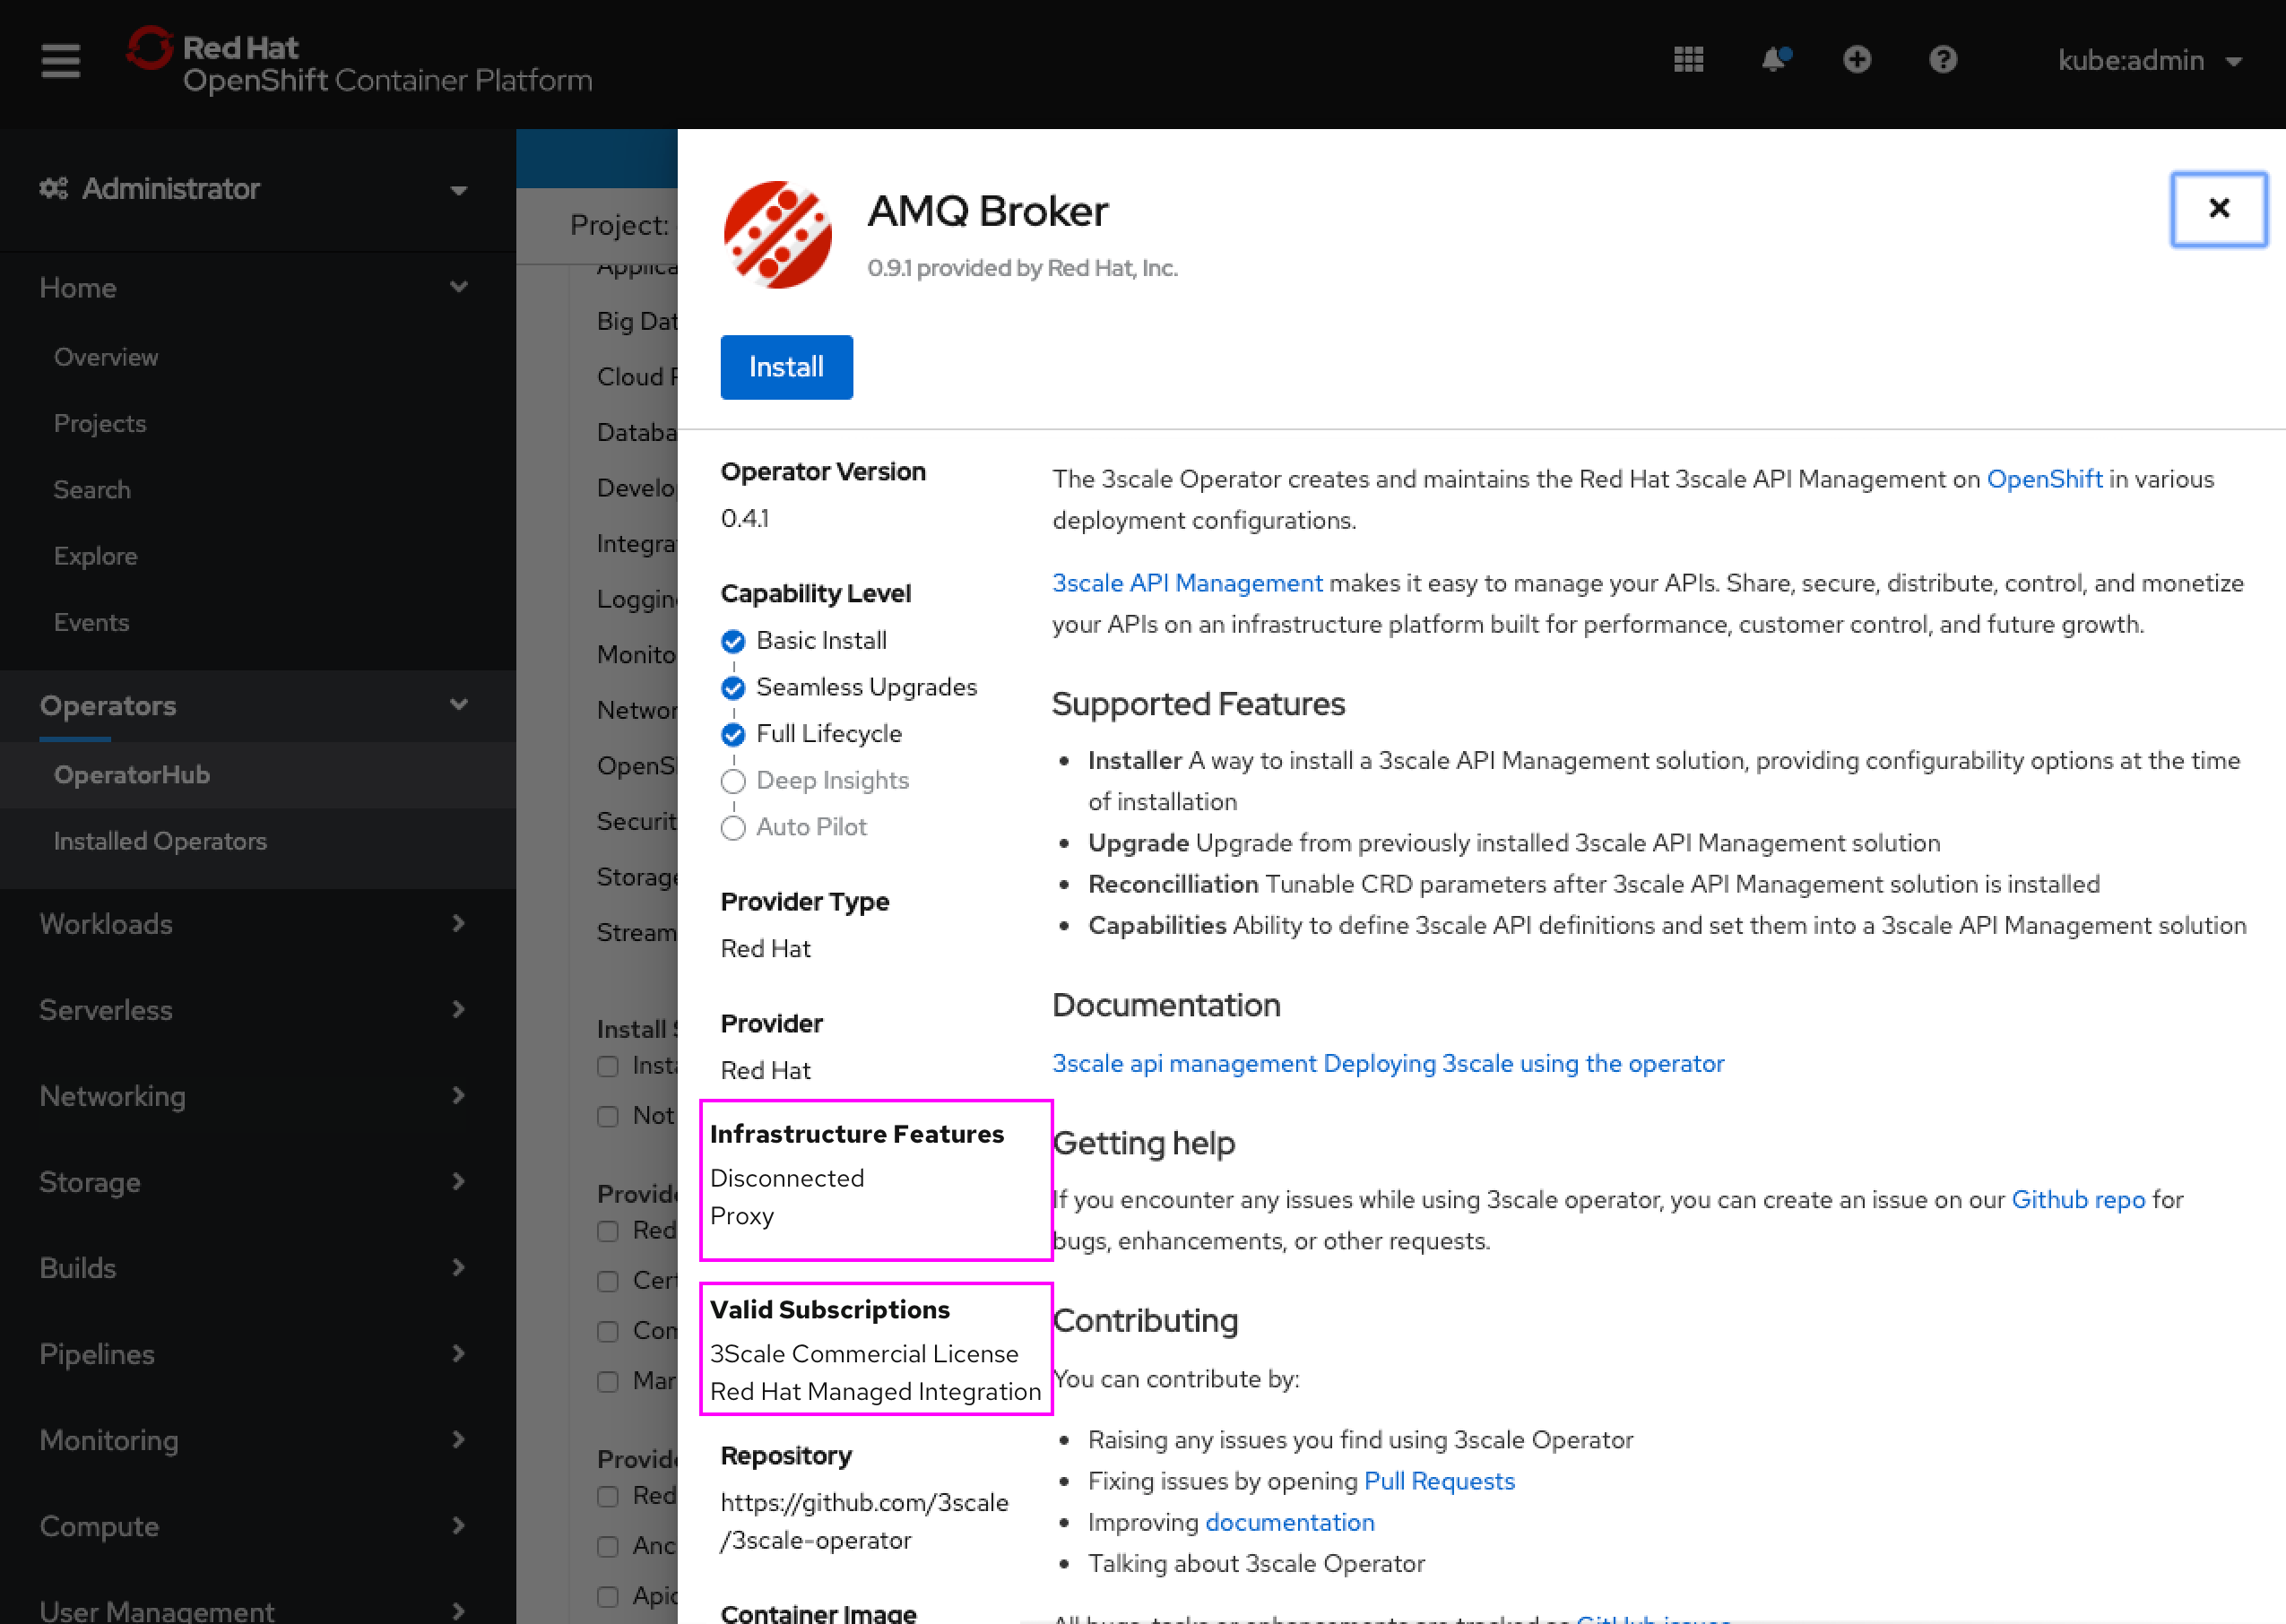 Red Hat
OpenShift Container Platform
kube:admin
Administrator
Home
Overview
Projects
Search
Explore
Events
Operators
OperatorHub
Installed Operators
Workloads
Serverless
Networking
Storage
Builds
Pipelines
Monitoring
Compute
User Management
Project:
Applica
Big Dat
Cloud
Databa
Develo
Integra
Loggin
Monito
Networ
OpenS
Securit
Storage
Stream
Install
Insta
Not
Provide
Red
Cert
Com
Mar
Provide
Red
Anc
Apic
AMQ Broker
0.9.1 provided by Red Hat, Inc.
Install
Operator Version
0.4.1
Capability Level
Basic Install
Seamless Upgrades
Full Lifecycle
Deep Insights
Auto Pilot
Provider Type
Red Hat
Provider
Red Hat
Infrastructure Features
Disconnected
Proxy
Valid Subscriptions
3Scale Commercial License
Red Hat Managed Integration
Repository
https://github.com/3scale
/3scale-operator
Container Image
The 3scale Operator creates and maintains the Red Hat 3scale API Management on OpenShift in various
deployment configurations.
3scale API Management makes it easy to manage your APIs. Share, secure, distribute, control, and monetize
your APIs on an infrastructure platform built for performance, customer control, and future growth.
Supported Features
• Installer A way to install a 3scale API Management solution, providing configurability options at the time
of installation
• Upgrade Upgrade from previously installed 3scale API Management solution
• Reconcilliation Tunable CRD parameters after 3scale API Management solution is installed
• Capabilities Ability to define 3scale API definitions and set them into a 3scale API Management solution
Documentation
3scale api management Deploying 3scale using the operator
Getting help
If you encounter any issues while using 3scale operator, you can create an issue on our Github repo for
bugs, enhancements, or other requests.
Contributing
You can contribute by:
• Raising any issues you find using 3scale Operator
• Fixing issues by opening Pull Requests
• Improving documentation
• Talking about 3scale Operator
All bugs, tasks or enhancements are tracked as GitHub issues